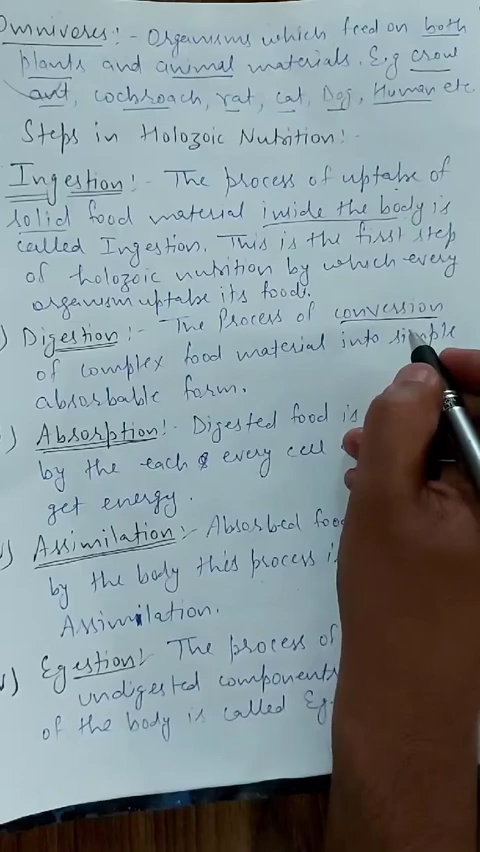 Omnivores:- Organisms which feed on both
plants and animal materials. E.g crow
ant, cochroach, rat, cat, Dog, Human etc
Steps in Holozoic Nutrition:-
Ingestion:- The process of uptake of
solid food material inside the body is
called Ingestion. This is the first step
of holozoic nutrition by which every
organism uptake its food.
) Digestion:- The Process of conversion
of complex food material into simple
absorbable form.
) Absorption:- Digested food is
by the each & every cell
get energy.
) Assimilation:- Absorbed foo
by the body this process i
Assimilation.
) Egestion:- The process of
undigested components
of the body is called Eg